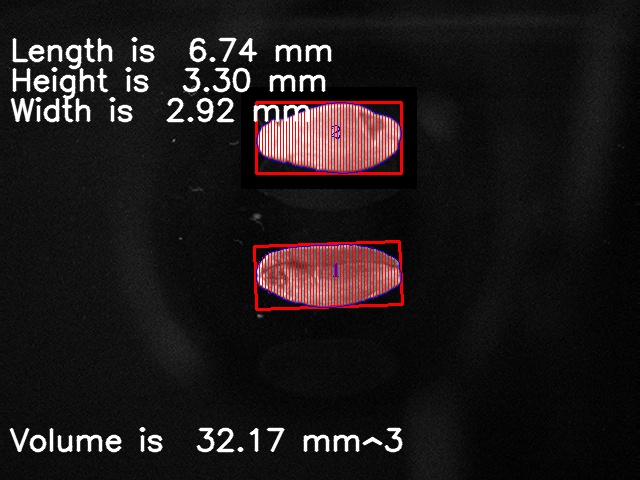 Length is 6.74 mm
Height is 3.30 mm
Width is 2.92 mm
2
1
Volume is 32.17 mm^3